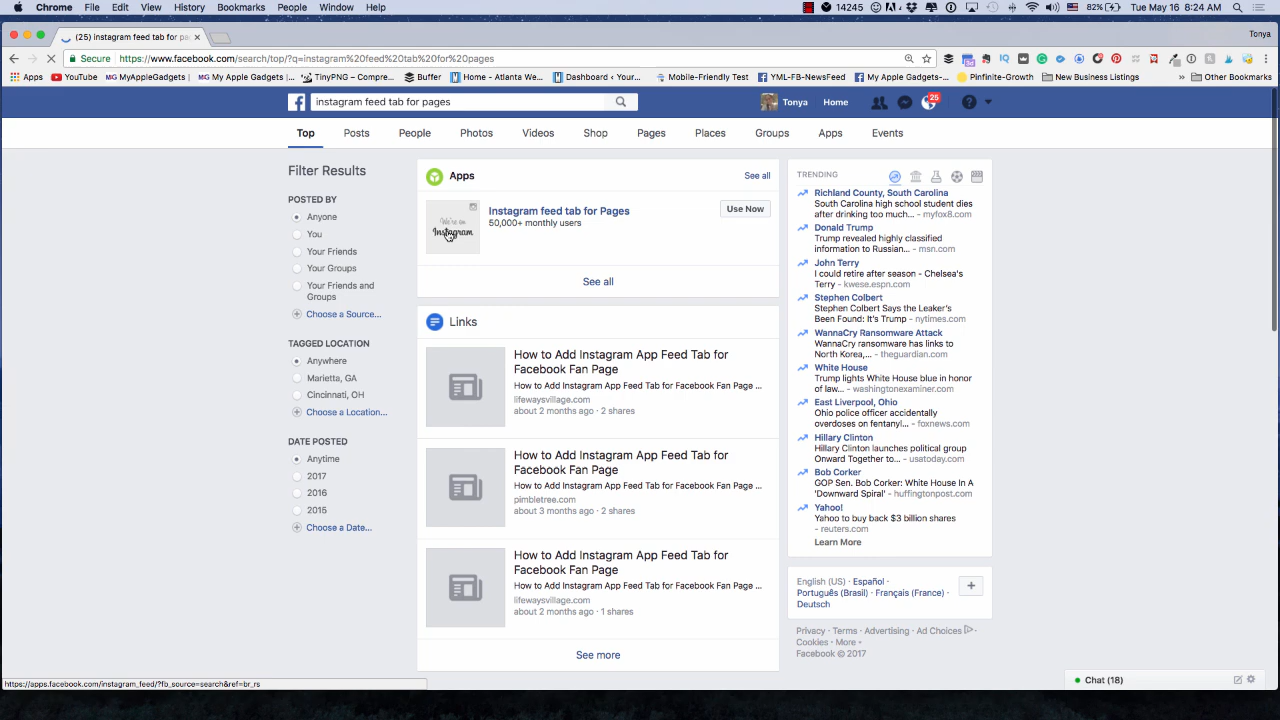 Chrome File Edit View History Bookmarks People Window Help 14245 82% Tue May 16 8:24 AM
(25) instagram feed tab for pa Tonya
Secure https://www.facebook.com/search/top/?q=instagram%20feed%20tab%20for%20pages
Apps YouTube MyAppleGadgets MyAppleGadgets TinyPNG – Compre... Buffer Home - Atlanta We... Dashboard ‹ Your... Mobile-Friendly Test YML-FB-NewsFeed My Apple Gadgets-... Pinfinite-Growth New Business Listings Other Bookmarks
instagram feed tab for pages Tonya Home 25
Top Posts People Photos Videos Shop Pages Places Groups Apps Events
Filter Results
POSTED BY
Anyone
You
Your Friends
Your Groups
Your Friends and
Groups
Choose a Source...
TAGGED LOCATION
Anywhere
Marietta, GA
Cincinnati, OH
Choose a Location...
DATE POSTED
Anytime
2017
2016
2015
Choose a Date...
Apps See all
We're on
Instagram
Instagram feed tab for Pages
50,000+ monthly users
Use Now
See all
Links
How to Add Instagram App Feed Tab for
Facebook Fan Page
How to Add Instagram App Feed Tab for Facebook Fan Page ...
lifewaysvillage.com
about 2 months ago · 2 shares
How to Add Instagram App Feed Tab for
Facebook Fan Page
How to Add Instagram App Feed Tab for Facebook Fan Page ...
pimbletree.com
about 3 months ago · 2 shares
How to Add Instagram App Feed Tab for
Facebook Fan Page
How to Add Instagram App Feed Tab for Facebook Fan Page ...
lifewaysvillage.com
about 2 months ago · 1 shares
See more
TRENDING
Richland County, South Carolina
South Carolina high school student dies
after drinking too much... - myfox8.com
Donald Trump
Trump revealed highly classified
information to Russian... - msn.com
John Terry
I could retire after season - Chelsea's
Terry - kwese.espn.com
Stephen Colbert
Stephen Colbert Says the Leaker's
Been Found: It's Trump - nytimes.com
WannaCry Ransomware Attack
WannaCry ransomware has links to
North Korea,... - theguardian.com
White House
Trump lights White House blue in honor
of law... - washingtonexaminer.com
East Liverpool, Ohio
Ohio police officer accidentally
overdoses on fentanyl... - foxnews.com
Hillary Clinton
Hillary Clinton launches political group
Onward Together to... - usatoday.com
Bob Corker
GOP Sen. Bob Corker: White House In A
'Downward Spiral' - huffingtonpost.com
Yahoo!
Yahoo to buy back $3 billion shares
- reuters.com
Learn More
English (US) · Español ·
Português (Brasil) · Français (France) ·
Deutsch
Privacy · Terms · Advertising · Ad Choices ·
Cookies · More
Facebook © 2017
Chat (18)
https://apps.facebook.com/instagram_feed/?fb_source=search&ref=br_rs